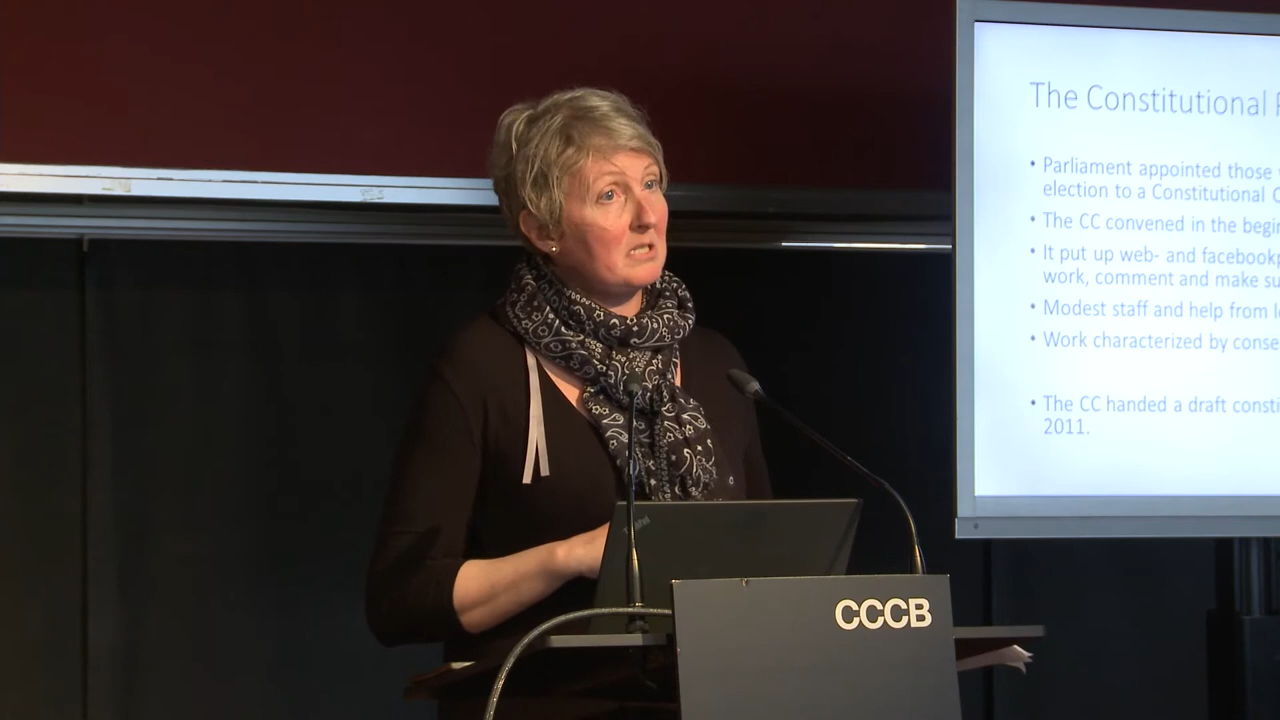 The Constitutional
• Parliament appointed those
election to a Constitutional
• The CC convened in the
• It put up web- and
work, comment and make
• Modest staff and help from
• Work characterized by
• The CC handed a draft
2011.
CCCB